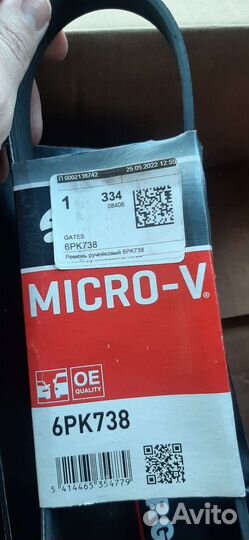 П 0002138742 25.05.2022 12:55
1 334
08406
GATES
6PK738
Ремень ручейковый 6PK738
MICRO-V®
OE
QUALITY
6PK738
5 414465 354779
G
Avito